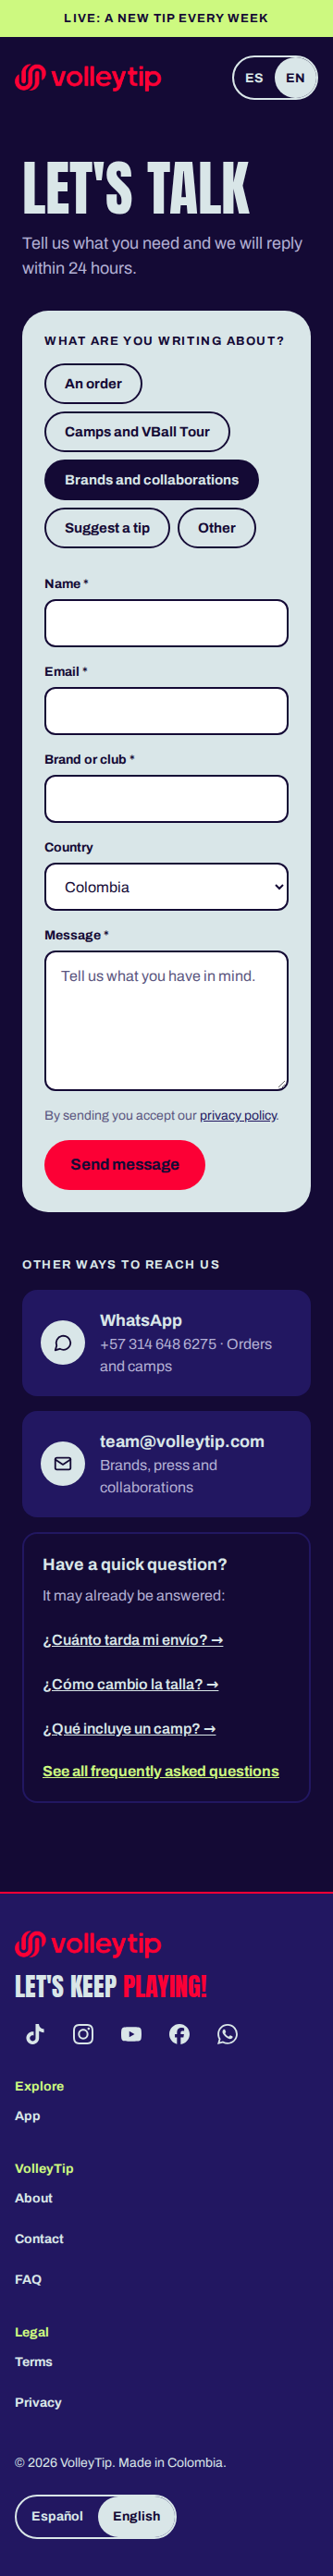 LIVE: A NEW TIP EVERY WEEK
volleytip
ES EN
LET'S TALK
Tell us what you need and we will reply
within 24 hours.
WHAT ARE YOU WRITING ABOUT?
An order
Camps and VBall Tour
Brands and collaborations
Suggest a tip Other
Name *
Email *
Brand or club *
Country
Colombia
Message *
Tell us what you have in mind.
By sending you accept our privacy policy.
Send message
OTHER WAYS TO REACH US
WhatsApp
+57 314 648 6275 · Orders
and camps
team@volleytip.com
Brands, press and
collaborations
Have a quick question?
It may already be answered:
¿Cuánto tarda mi envío? →
¿Cómo cambio la talla? →
¿Qué incluye un camp? →
See all frequently asked questions
volleytip
LET'S KEEP PLAYING!
Explore
App
VolleyTip
About
Contact
FAQ
Legal
Terms
Privacy
© 2026 VolleyTip. Made in Colombia.
Español English